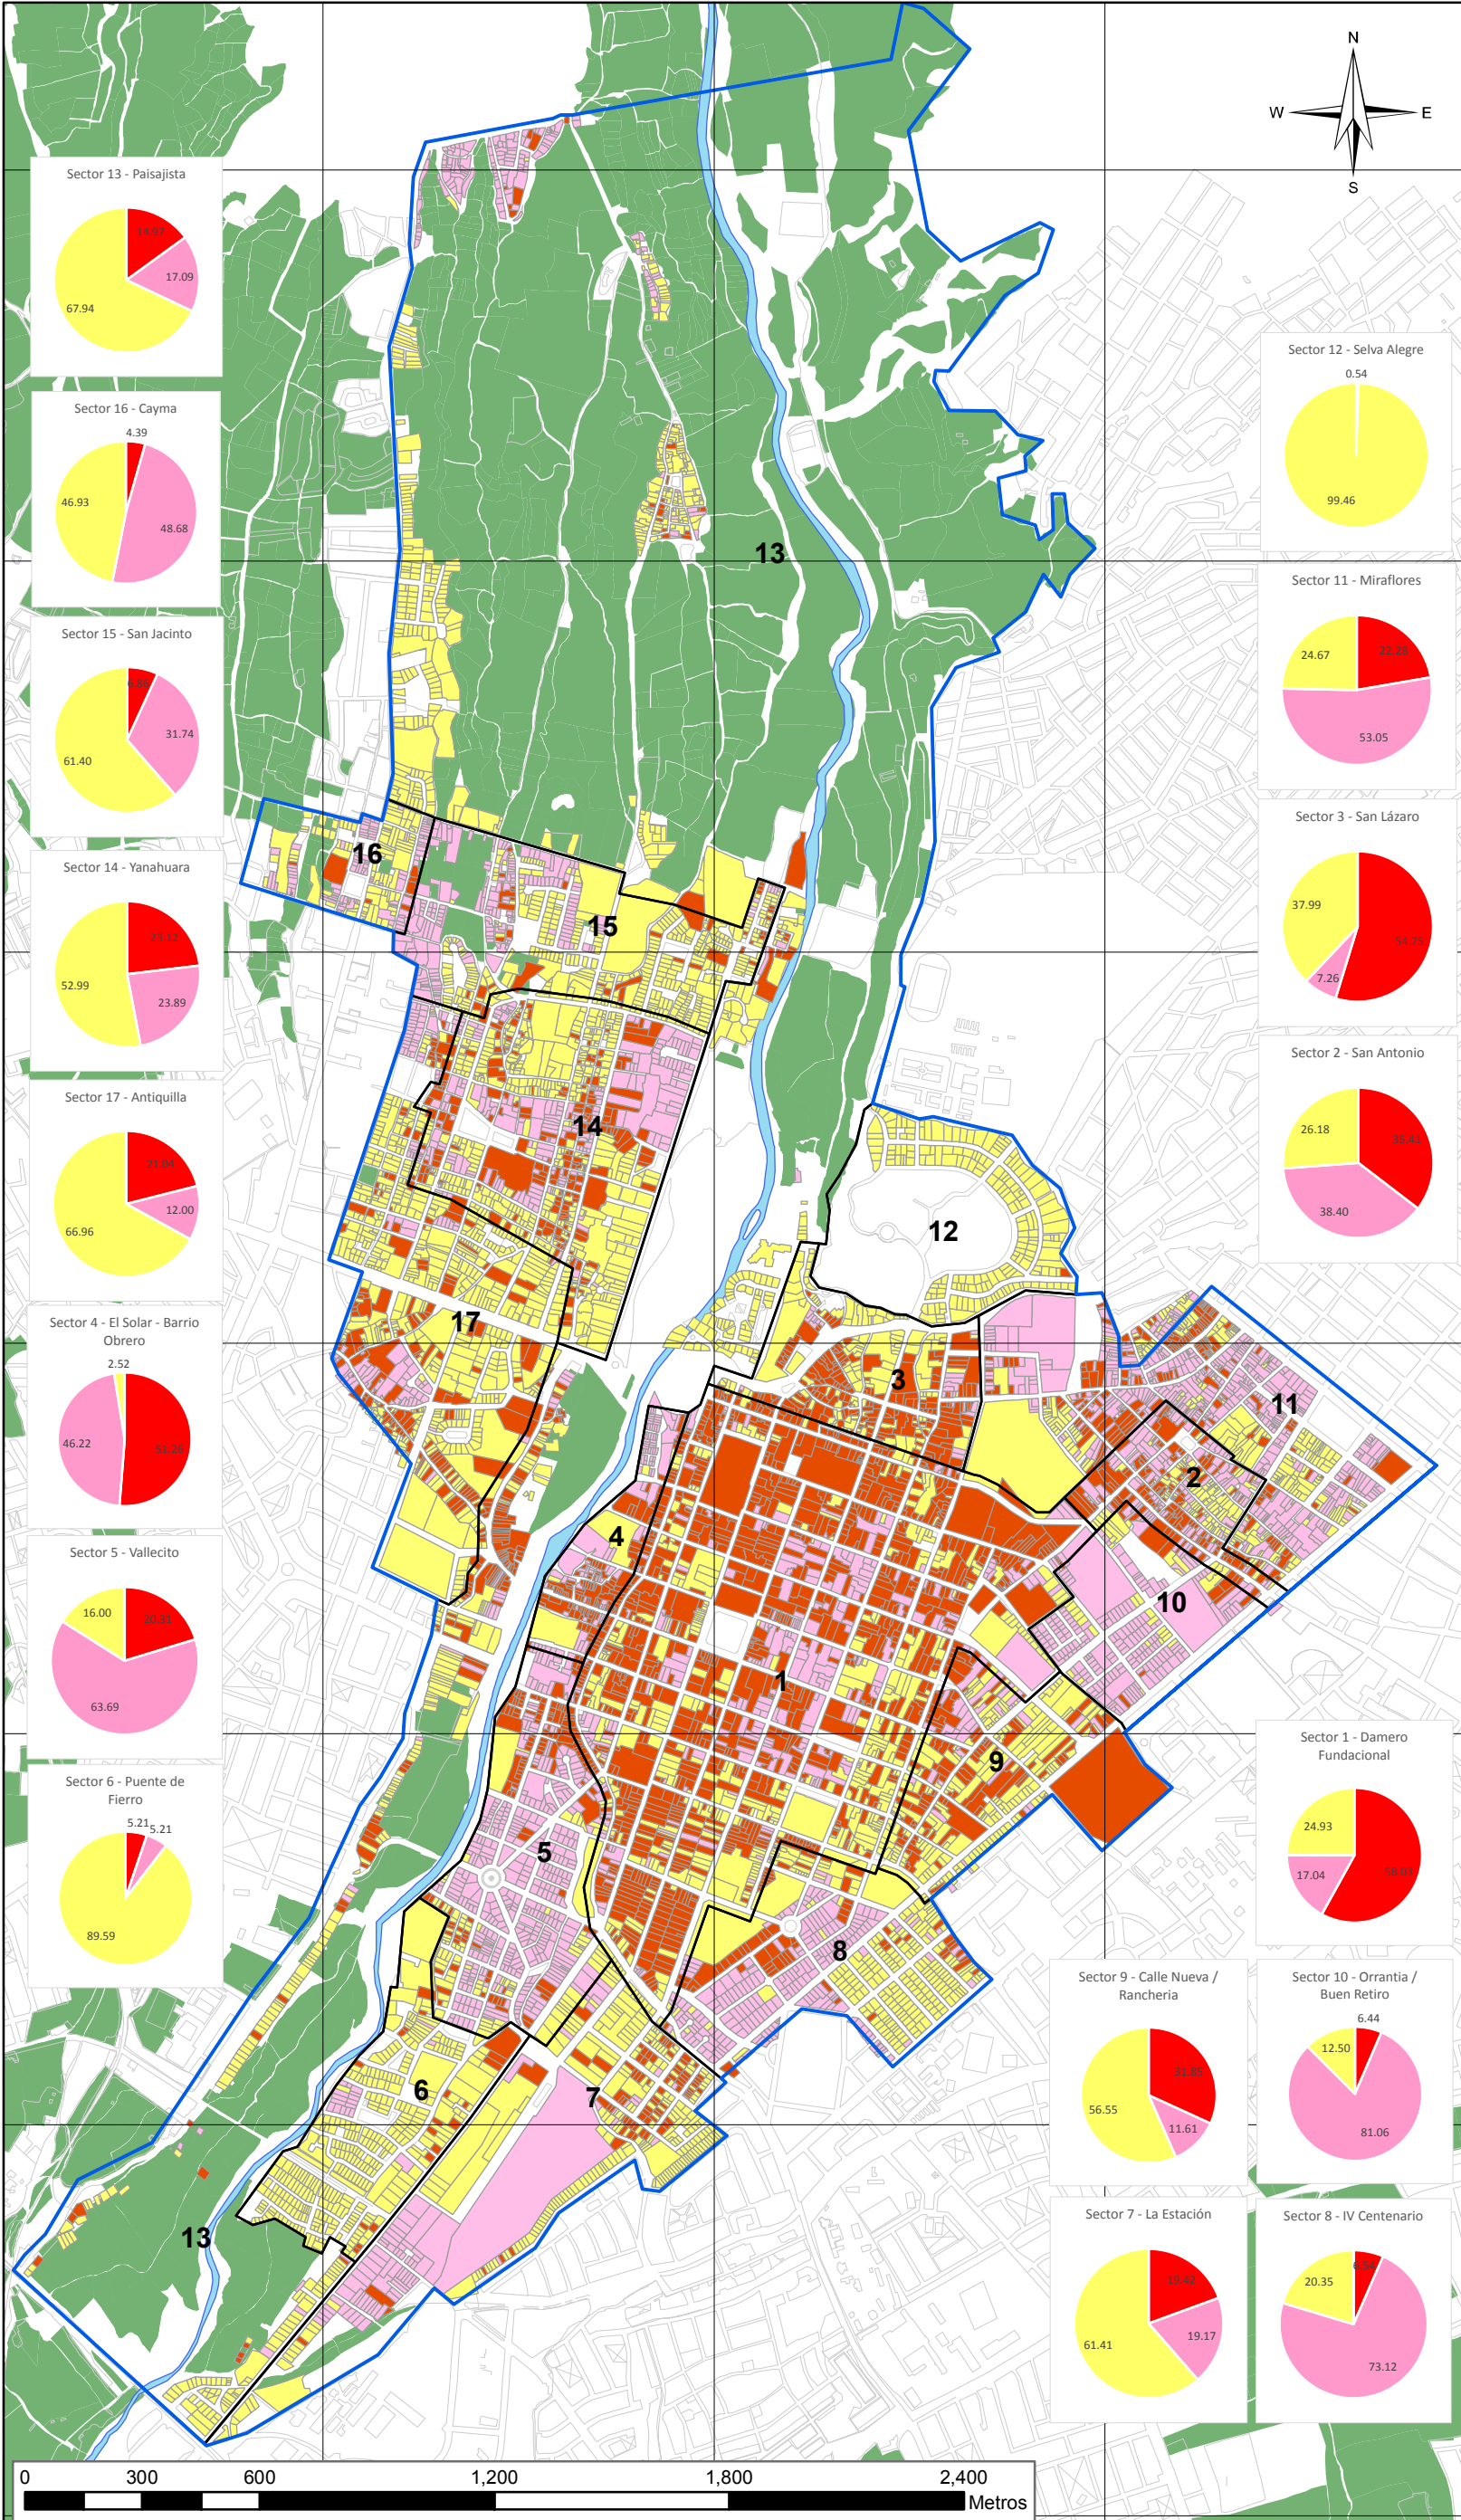 N
W E
S
Sector 13 - Paisajista
14.97
17.09
67.94
Sector 16 - Cayma
4.39
46.93
48.68
Sector 15 - San Jacinto
6.86
31.74
61.40
Sector 14 - Yanahuara
23.12
52.99
23.89
Sector 17 - Antiquilla
21.04
12.00
66.96
Sector 4 - El Solar - Barrio
Obrero
2.52
46.22
51.26
Sector 5 - Vallecito
16.00
20.31
63.69
Sector 6 - Puente de
Fierro
5.21
5.21
89.59
Sector 12 - Selva Alegre
0.54
99.46
Sector 11 - Miraflores
24.67
22.28
53.05
Sector 3 - San Lázaro
37.99
54.75
7.26
Sector 2 - San Antonio
26.18
35.41
38.40
Sector 1 - Damero
Fundacional
24.93
17.04
58.03
Sector 9 - Calle Nueva /
Rancheria
31.85
56.55
11.61
Sector 10 - Orrantia /
Buen Retiro
6.44
12.50
81.06
Sector 7 - La Estación
19.42
19.17
61.41
Sector 8 - IV Centenario
6.54
20.35
73.12
13
16
15
14
12
17
3
11
2
4
10
1
9
5
8
6
7
13
0 300 600 1,200 1,800 2,400
Metros